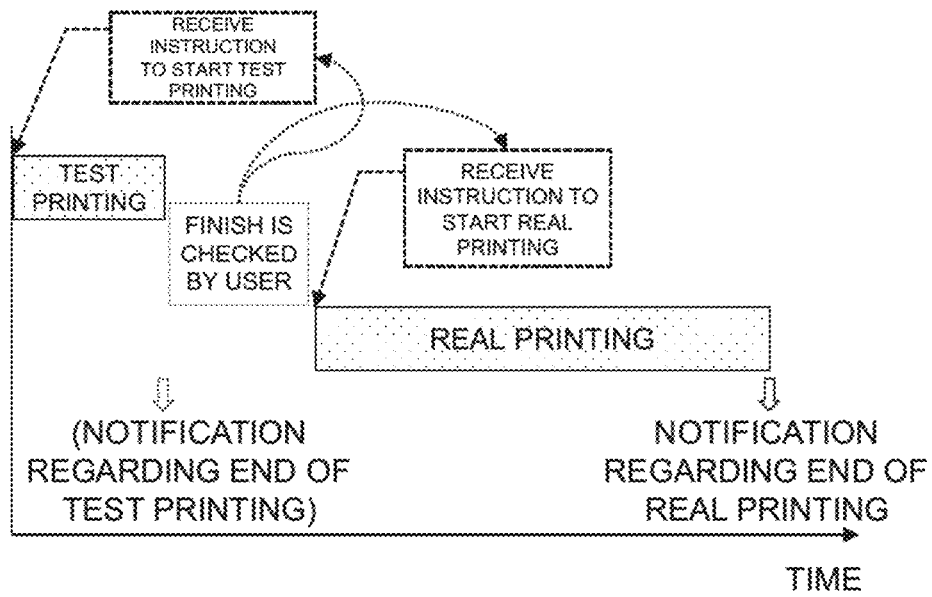 RECEIVE
INSTRUCTION
TO START TEST
PRINTING
TEST
PRINTING
FINISH IS
CHECKED
BY USER
RECEIVE
INSTRUCTION TO
START REAL
PRINTING
REAL PRINTING
(NOTIFICATION
REGARDING END OF
TEST PRINTING)
NOTIFICATION
REGARDING END OF
REAL PRINTING
TIME